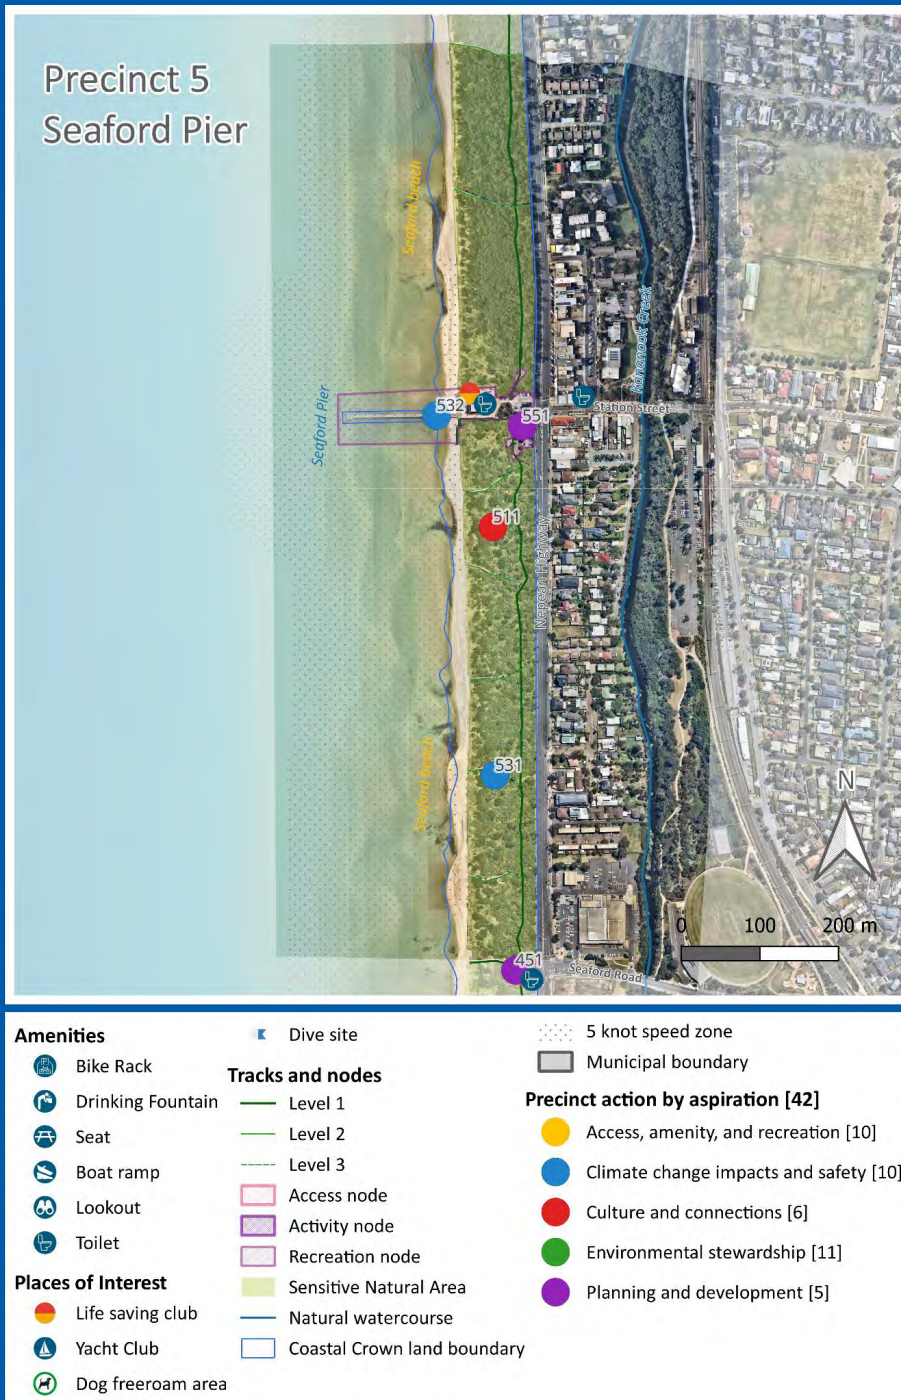 Precinct 5
Seaford Pier
Seaford beach
Kananook Creek
Seaford Pier
532
551
Station Street
511
Nepean Highway
531
Seaford beach
N
0 100 200 m
451
Seaford Road
Amenities
Bike Rack
Drinking Fountain
Seat
Boat ramp
Lookout
Toilet
Places of Interest
Life saving club
Yacht Club
Dog freeroam area
Dive site
Tracks and nodes
Level 1
Level 2
Level 3
Access node
Activity node
Recreation node
Sensitive Natural Area
Natural watercourse
Coastal Crown land boundary
5 knot speed zone
Municipal boundary
Precinct action by aspiration [42]
Access, amenity, and recreation [10]
Climate change impacts and safety [10]
Culture and connections [6]
Environmental stewardship [11]
Planning and development [5]